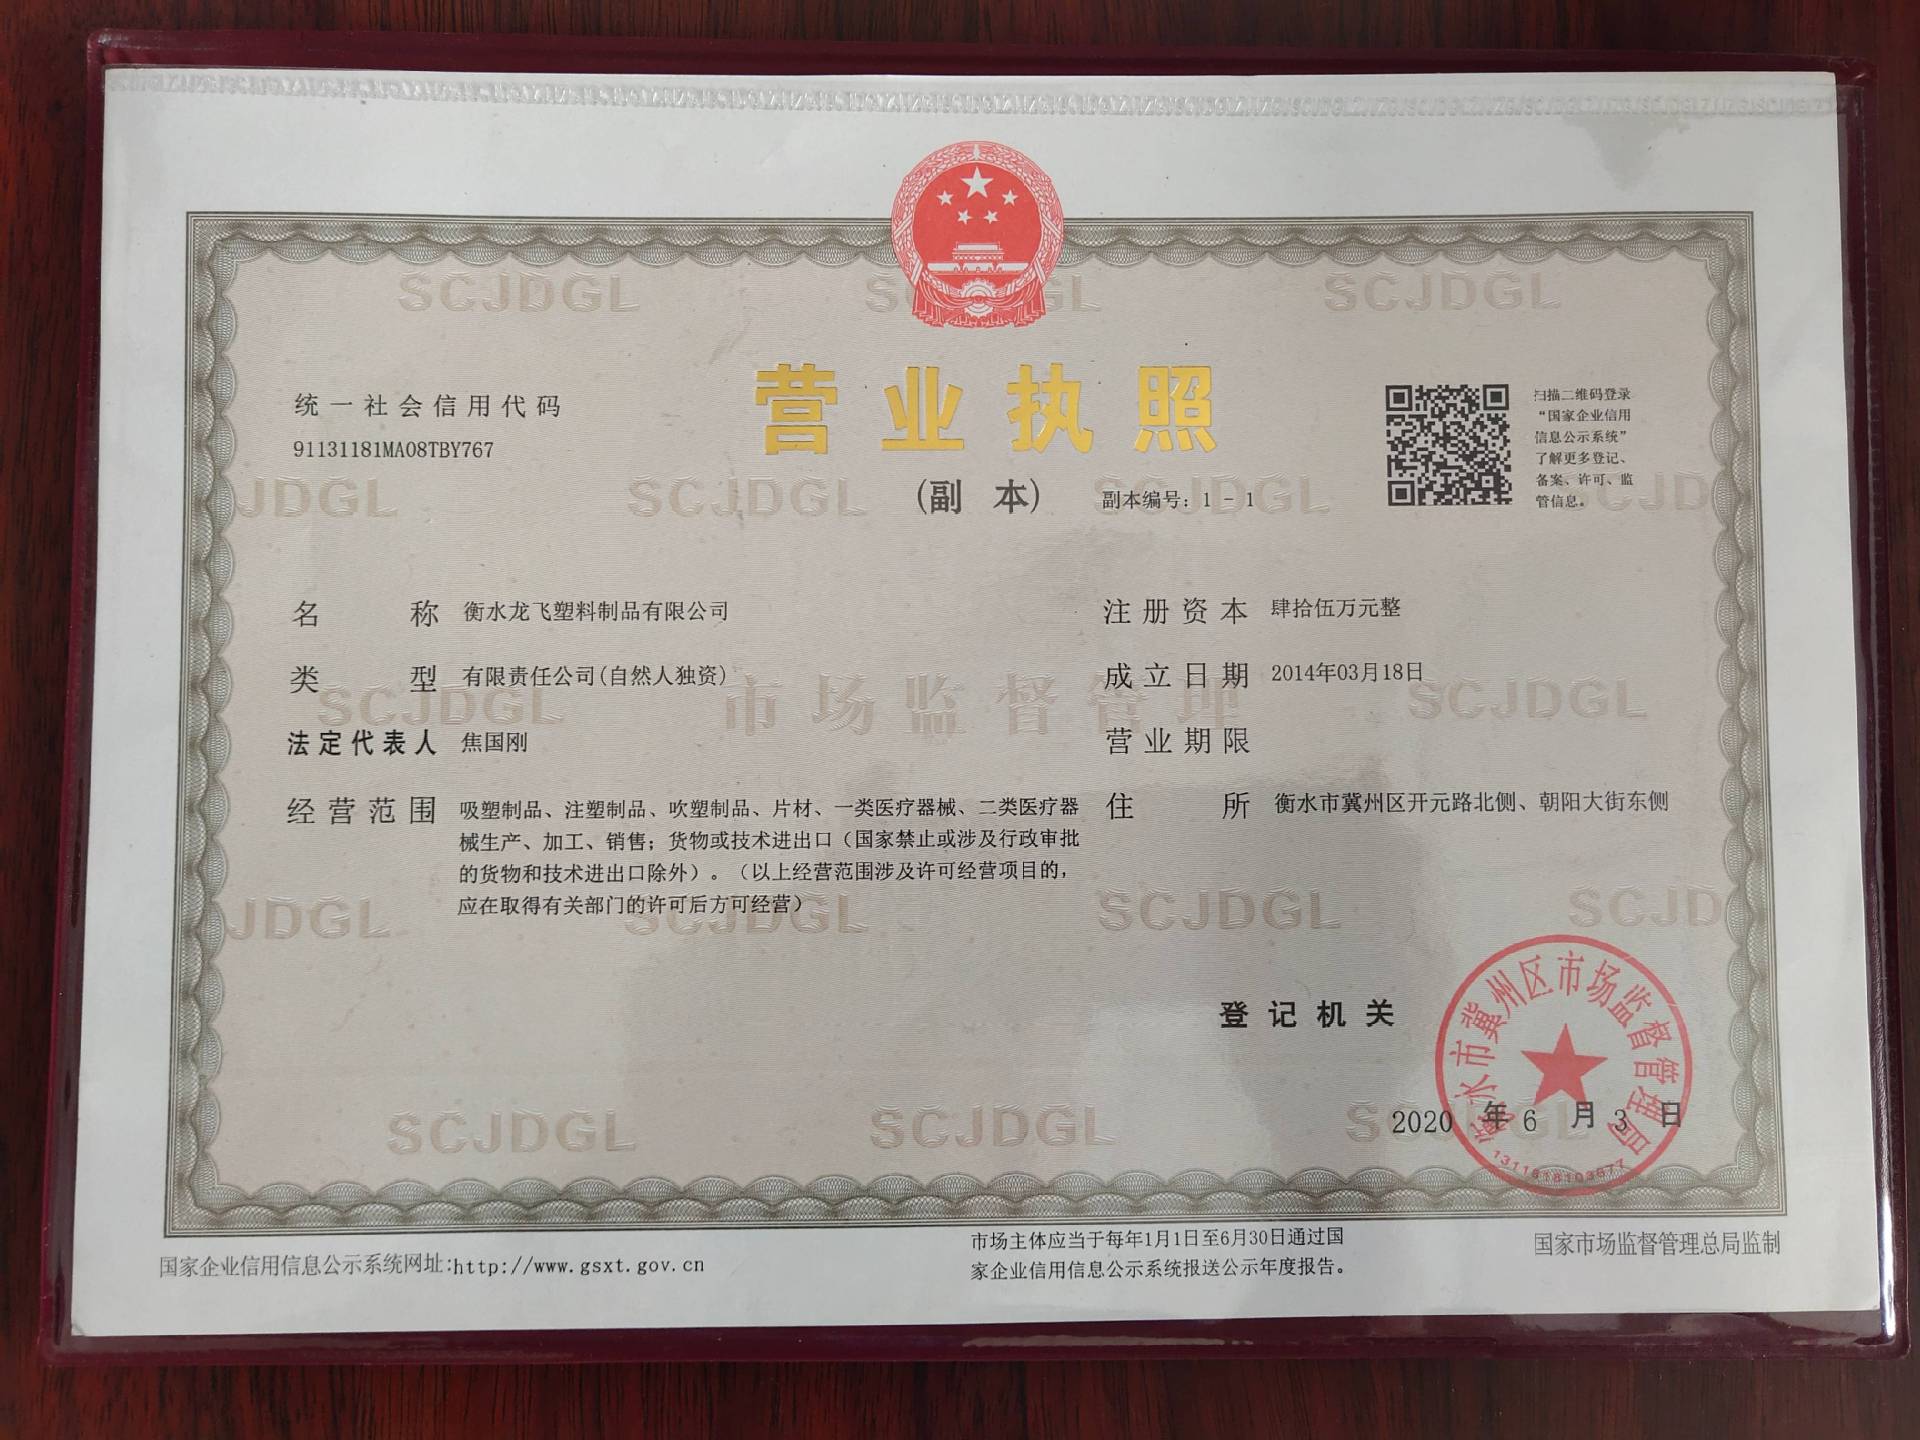 营业执照
(副 本)
副本编号：1 - 1
统一社会信用代码
91131181MA08TBY767
扫描二维码登录
“国家企业信用
信息公示系统”
了解更多登记、
备案、许可、监
管信息。
名 称 衡水龙飞塑料制品有限公司
类 型 有限责任公司(自然人独资)
法定代表人 焦国刚
经营范围 吸塑制品、注塑制品、吹塑制品、片材、一类医疗器械、二类医疗器
械生产、加工、销售；货物或技术进出口（国家禁止或涉及行政审批
的货物和技术进出口除外）。（以上经营范围涉及许可经营项目的，
应在取得有关部门的许可后方可经营）
注册资本 肆拾伍万元整
成立日期 2014年03月18日
营业期限
住 所 衡水市冀州区开元路北侧、朝阳大街东侧
登记机关
衡水市冀州区市场监督管理局
2020 年 6 月 3 日
国家企业信用信息公示系统网址:http://www.gsxt.gov.cn
市场主体应当于每年1月1日至6月30日通过国
家企业信用信息公示系统报送公示年度报告。
国家市场监督管理总局监制
SCJDGL
市场监督管理